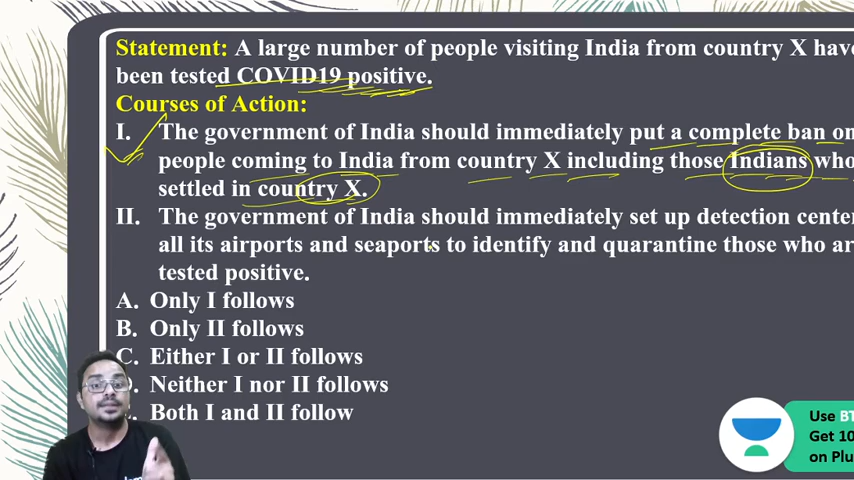 Statement: A large number of people visiting India from country X have
been tested COVID19 positive.
Courses of Action:
I. The government of India should immediately put a complete ban on
people coming to India from country X including those Indians who
settled in country X.
II. The government of India should immediately set up detection
all its airports and seaports to identify and quarantine those who
tested positive.
A. Only I follows
B. Only II follows
C. Either I or II follows
Neither I nor II follows
Both I and II follow
Use
Get
on